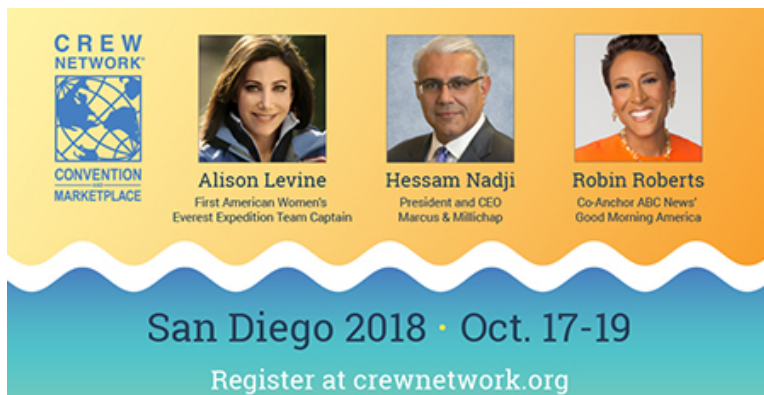 CREW
NETWORK®
CONVENTION
AND
MARKETPLACE
Alison Levine
First American Women's
Everest Expedition Team Captain
Hessam Nadji
President and CEO
Marcus & Millichap
Robin Roberts
Co-Anchor ABC News'
Good Morning America
San Diego 2018 · Oct. 17-19
Register at crewnetwork.org